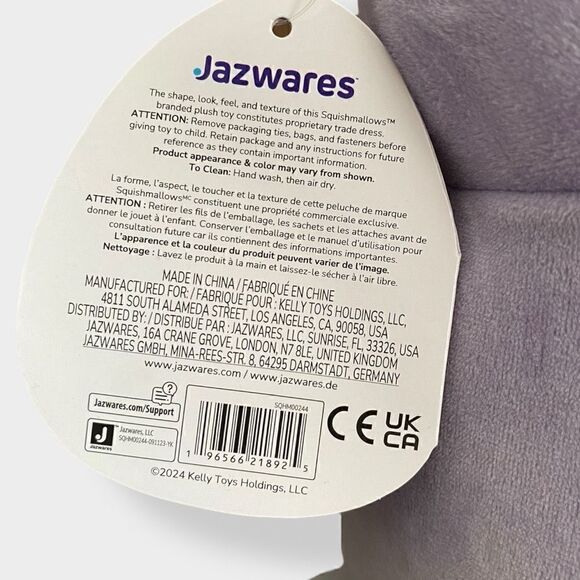 Jazwares™
The shape, look, feel, and texture of this Squishmallows™
branded plush toy constitutes proprietary trade dress.
ATTENTION: Remove packaging ties, bags, and fasteners before
giving toy to child. Retain package and any instructions for future
reference as they contain important information.
Product appearance & color may vary from shown.
To Clean: Hand wash, then air dry.
La forme, l'aspect, le toucher et la texture de cette peluche de marque
Squishmallowsᴹᶜ constituent une propriété commerciale exclusive.
ATTENTION : Retirer les fils de l'emballage, les sachets et les attaches avant de
donner le jouet à l'enfant. Conserver l'emballage et le manuel d'utilisation pour
consultation future car ils contiennent des informations importantes.
L'apparence et la couleur du produit peuvent varier de l'image.
Nettoyage : Lavez le produit à la main et laissez-le sécher à l'air libre.
MADE IN CHINA / FABRIQUÉ EN CHINE
MANUFACTURED FOR: / FABRIQUÉ POUR : KELLY TOYS HOLDINGS, LLC,
4811 SOUTH ALAMEDA STREET, LOS ANGELES, CA, 90058, USA
DISTRIBUTED BY: / DISTRIBUÉ PAR : JAZWARES, LLC, SUNRISE, FL, 33326, USA
JAZWARES, 16A CRANE GROVE, LONDON, N7 8LE, UNITED KINGDOM
JAZWARES GMBH, MINA-REES-STR. 8, 64295 DARMSTADT, GERMANY
www.jazwares.com / www.jazwares.de
?
Jazwares.com/Support
SQHM00244
J
Jazwares
Jazwares, LLC
SQHM00244-091123-YK
1 96566 21892 5
CE UK
CA
©2024 Kelly Toys Holdings, LLC